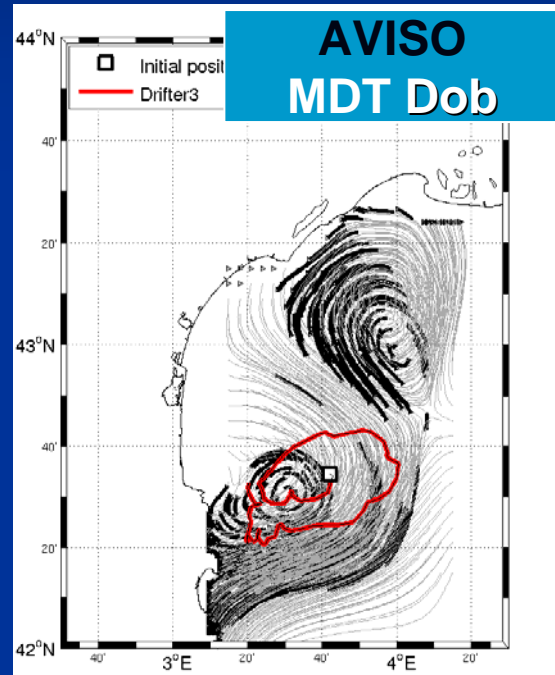 AVISO
MDT Dob
44°N
Initial posit
Drifter3
40'
20'
43°N
40'
20'
42°N
40'
3°E
20'
40'
4°E
20'